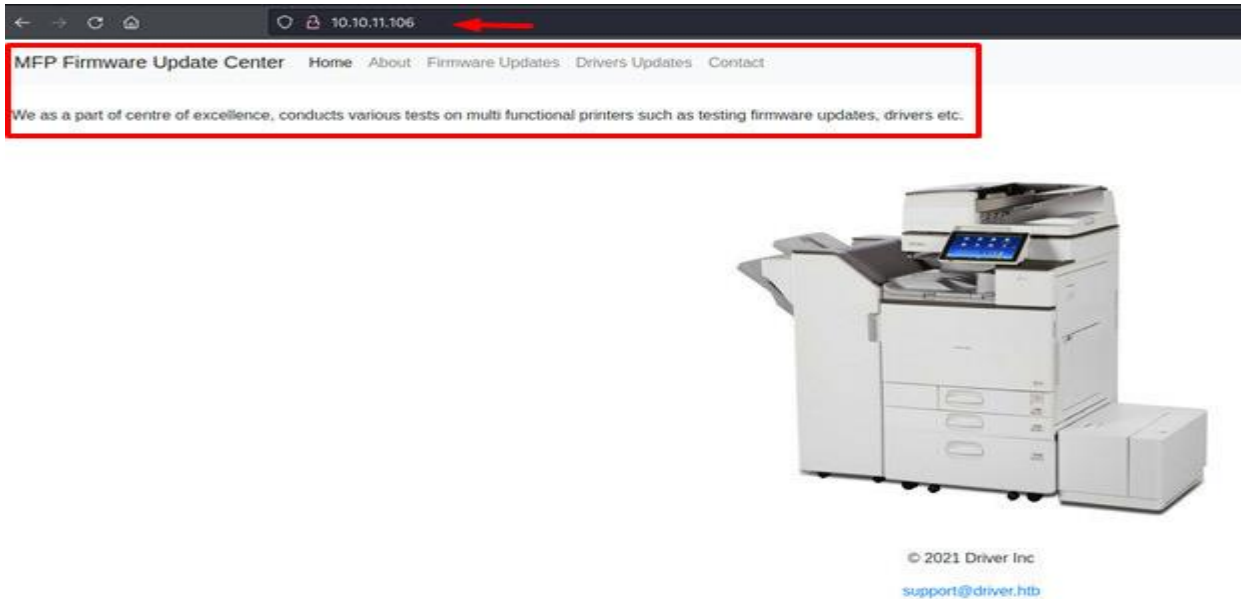 10.10.11.106
MFP Firmware Update Center Home About Firmware Updates Drivers Updates Contact
We as a part of centre of excellence, conducts various tests on multi functional printers such as testing firmware updates, drivers etc.
© 2021 Driver Inc
support@driver.htb